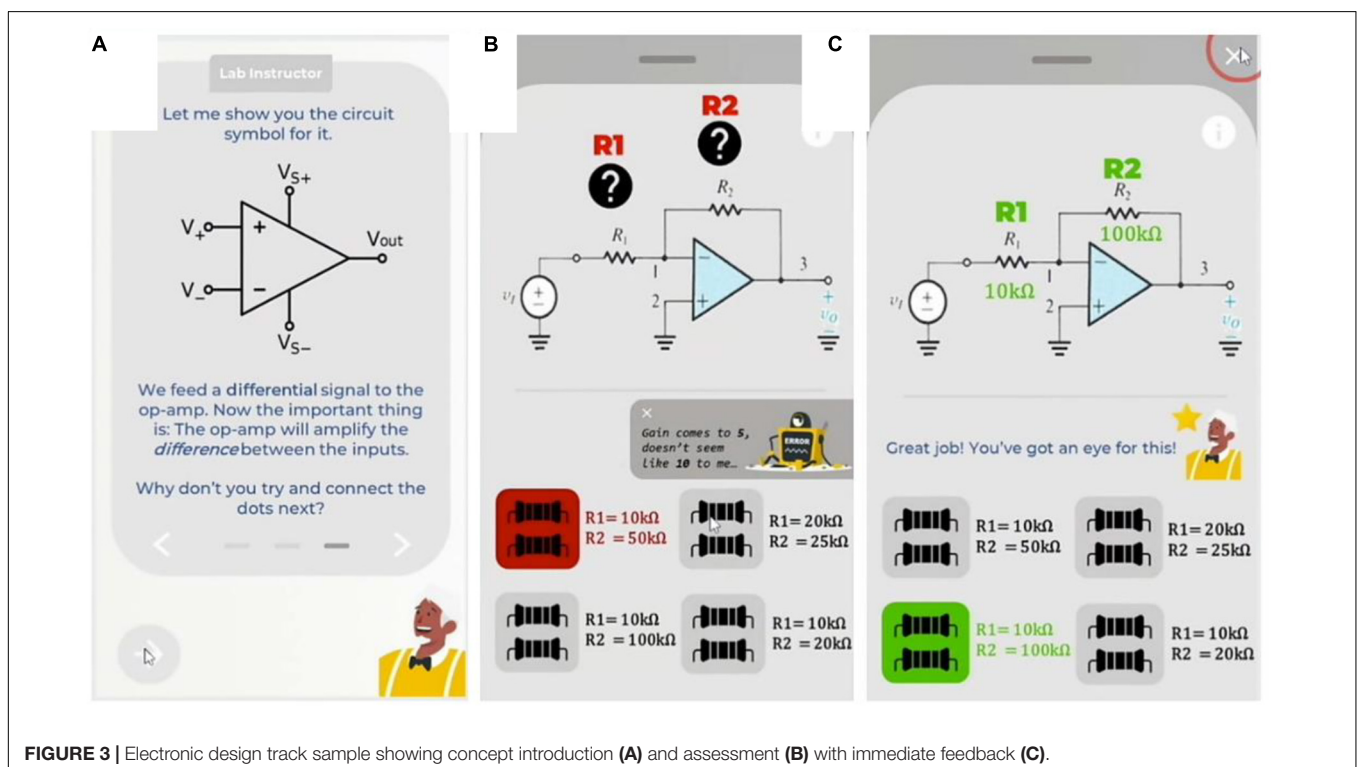 A
Lab Instructor
Let me show you the circuit
symbol for it.
VS+
V+
+
Vout
V_
−
VS−
We feed a differential signal to the
op-amp. Now the important thing
is: The op-amp will amplify the
difference between the inputs.
Why don't you try and connect the
dots next?
B
R2
?
R1
?
i
R2
R1
1
−
3
2
+
vI
+
−
+
vO
−
×
Gain comes to 5,
doesn't seem
like 10 to me…
ERROR
R1= 10kΩ
R2 = 50kΩ
R1= 20kΩ
R2 = 25kΩ
R1= 10kΩ
R2 = 100kΩ
R1= 10kΩ
R2 = 20kΩ
C
×
i
R2
R2
100kΩ
R1
R1
10kΩ
1
−
3
2
+
vI
+
−
+
vO
−
Great job! You've got an eye for this!
R1= 10kΩ
R2 = 50kΩ
R1= 20kΩ
R2 = 25kΩ
R1= 10kΩ
R2 = 100kΩ
R1= 10kΩ
R2 = 20kΩ
FIGURE 3 | Electronic design track sample showing concept introduction (A) and assessment (B) with immediate feedback (C).